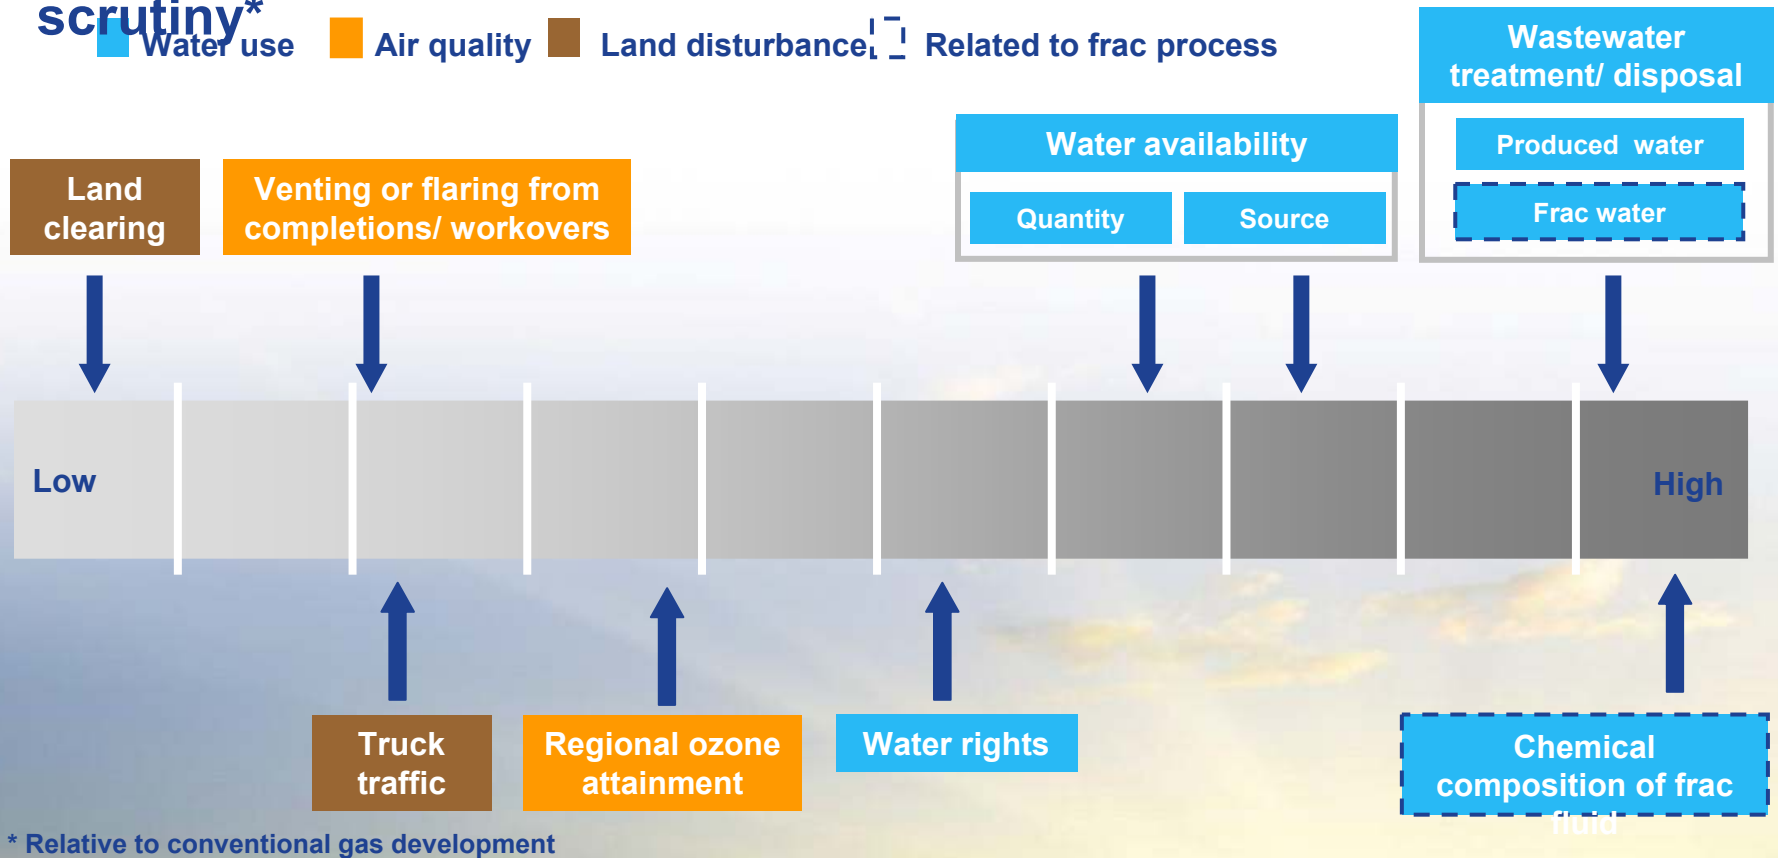 scrutiny*
Water use
Air quality
Land disturbance
Related to frac process
Wastewater
treatment/ disposal
Produced water
Frac water
Water availability
Quantity
Source
Land
clearing
Venting or flaring from
completions/ workovers
Low
High
Truck
traffic
Regional ozone
attainment
Water rights
Chemical
composition of frac
fluid
* Relative to conventional gas development